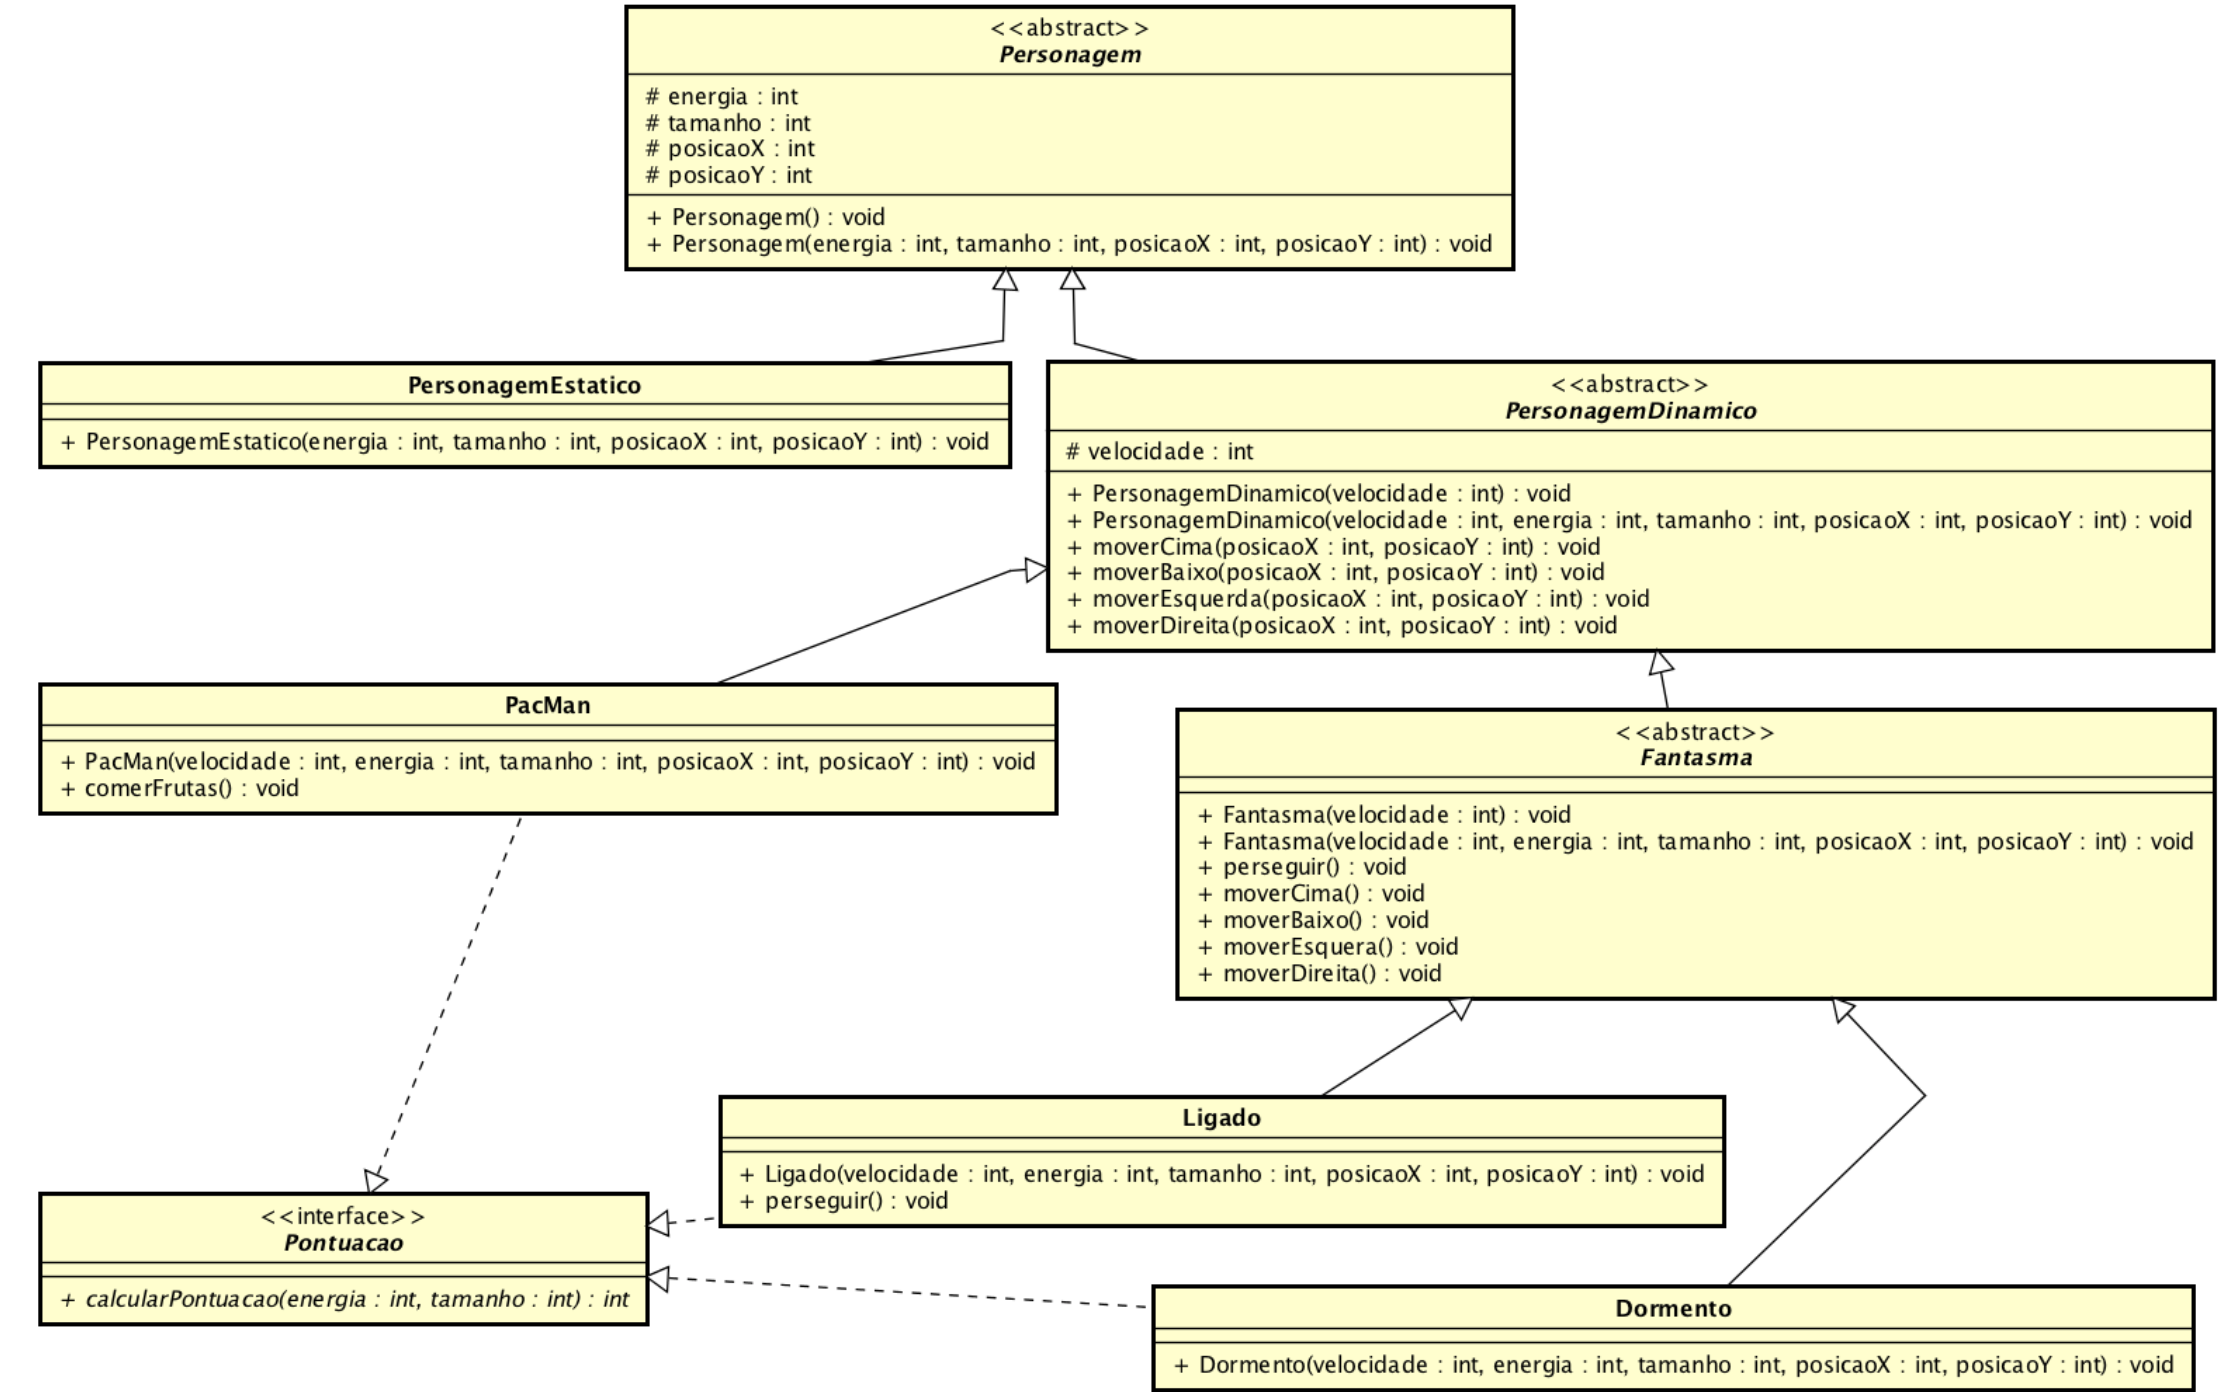 <<abstract>>
Personagem
# energia : int
# tamanho : int
# posicaoX : int
# posicaoY : int
+ Personagem() : void
+ Personagem(energia : int, tamanho : int, posicaoX : int, posicaoY : int) : void
PersonagemEstatico
+ PersonagemEstatico(energia : int, tamanho : int, posicaoX : int, posicaoY : int) : void
<<abstract>>
PersonagemDinamico
# velocidade : int
+ PersonagemDinamico(velocidade : int) : void
+ PersonagemDinamico(velocidade : int, energia : int, tamanho : int, posicaoX : int, posicaoY : int) : void
+ moverCima(posicaoX : int, posicaoY : int) : void
+ moverBaixo(posicaoX : int, posicaoY : int) : void
+ moverEsquerda(posicaoX : int, posicaoY : int) : void
+ moverDireita(posicaoX : int, posicaoY : int) : void
PacMan
+ PacMan(velocidade : int, energia : int, tamanho : int, posicaoX : int, posicaoY : int) : void
+ comerFrutas() : void
<<abstract>>
Fantasma
+ Fantasma(velocidade : int) : void
+ Fantasma(velocidade : int, energia : int, tamanho : int, posicaoX : int, posicaoY : int) : void
+ perseguir() : void
+ moverCima() : void
+ moverBaixo() : void
+ moverEsquera() : void
+ moverDireita() : void
Ligado
+ Ligado(velocidade : int, energia : int, tamanho : int, posicaoX : int, posicaoY : int) : void
+ perseguir() : void
<<interface>>
Pontuacao
+ calcularPontuacao(energia : int, tamanho : int) : int
Dormento
+ Dormento(velocidade : int, energia : int, tamanho : int, posicaoX : int, posicaoY : int) : void